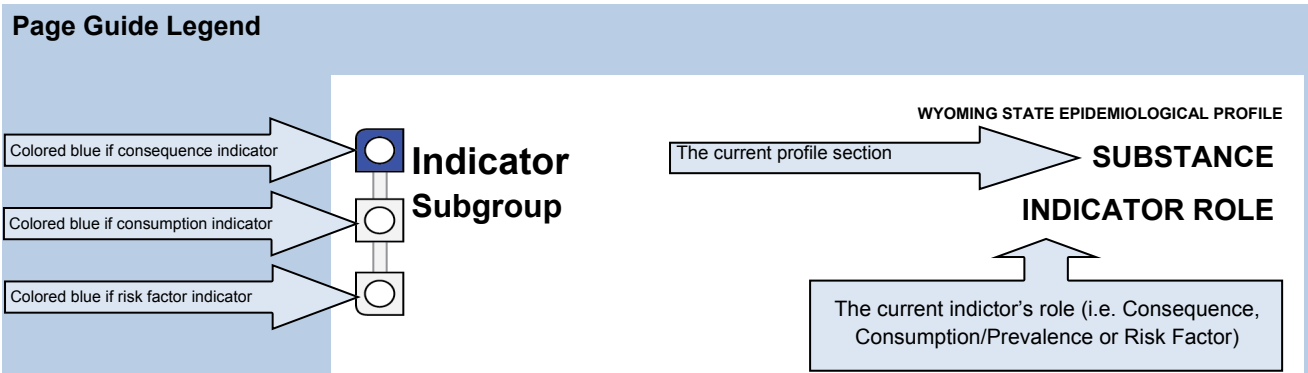 Page Guide Legend
WYOMING STATE EPIDEMIOLOGICAL PROFILE
Colored blue if consequence indicator
Indicator
The current profile section
SUBSTANCE
Colored blue if consumption indicator
Subgroup
INDICATOR ROLE
Colored blue if risk factor indicator
The current indictor’s role (i.e. Consequence,
Consumption/Prevalence or Risk Factor)